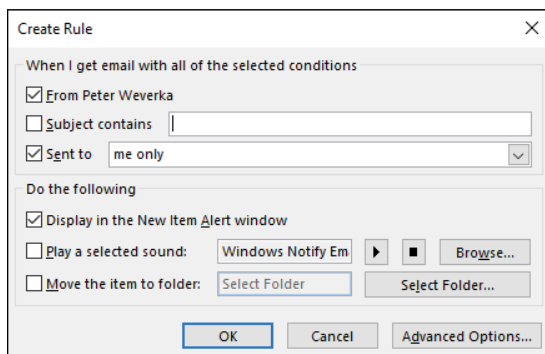 Create Rule
When I get email with all of the selected conditions
From Peter Weverka
Subject contains
Sent to me only
Do the following
Display in the New Item Alert window
Play a selected sound: Windows Notify Em Browse...
Move the item to folder: Select Folder Select Folder...
OK Cancel Advanced Options...